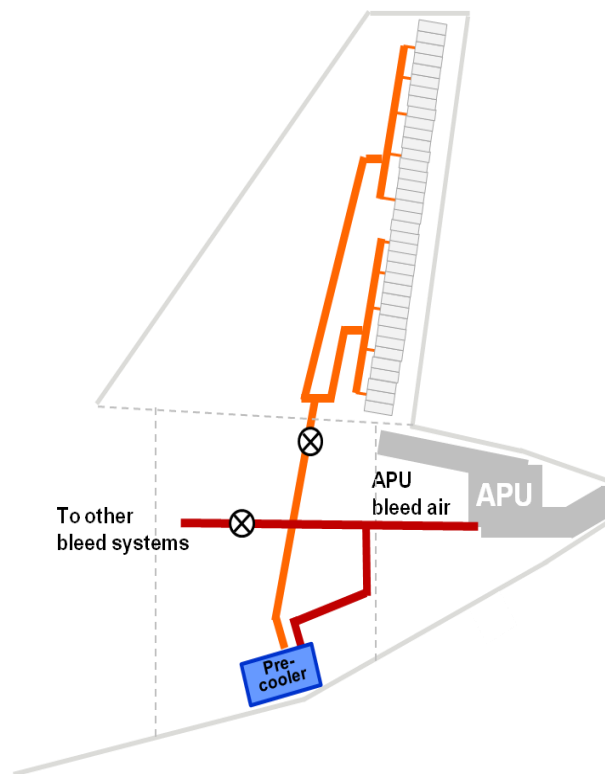 APU
bleed air
APU
To other
bleed systems
Pre-
cooler